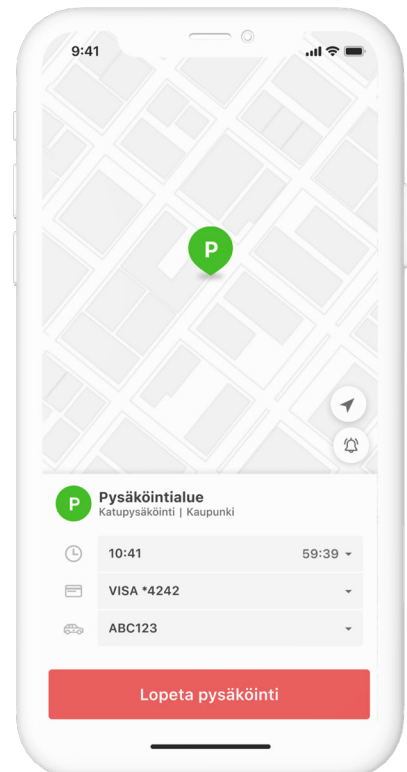 9:41
P
P
Pysäköintialue
Katupysäköinti | Kaupunki
10:41 59:39
VISA *4242
ABC123
Lopeta pysäköinti